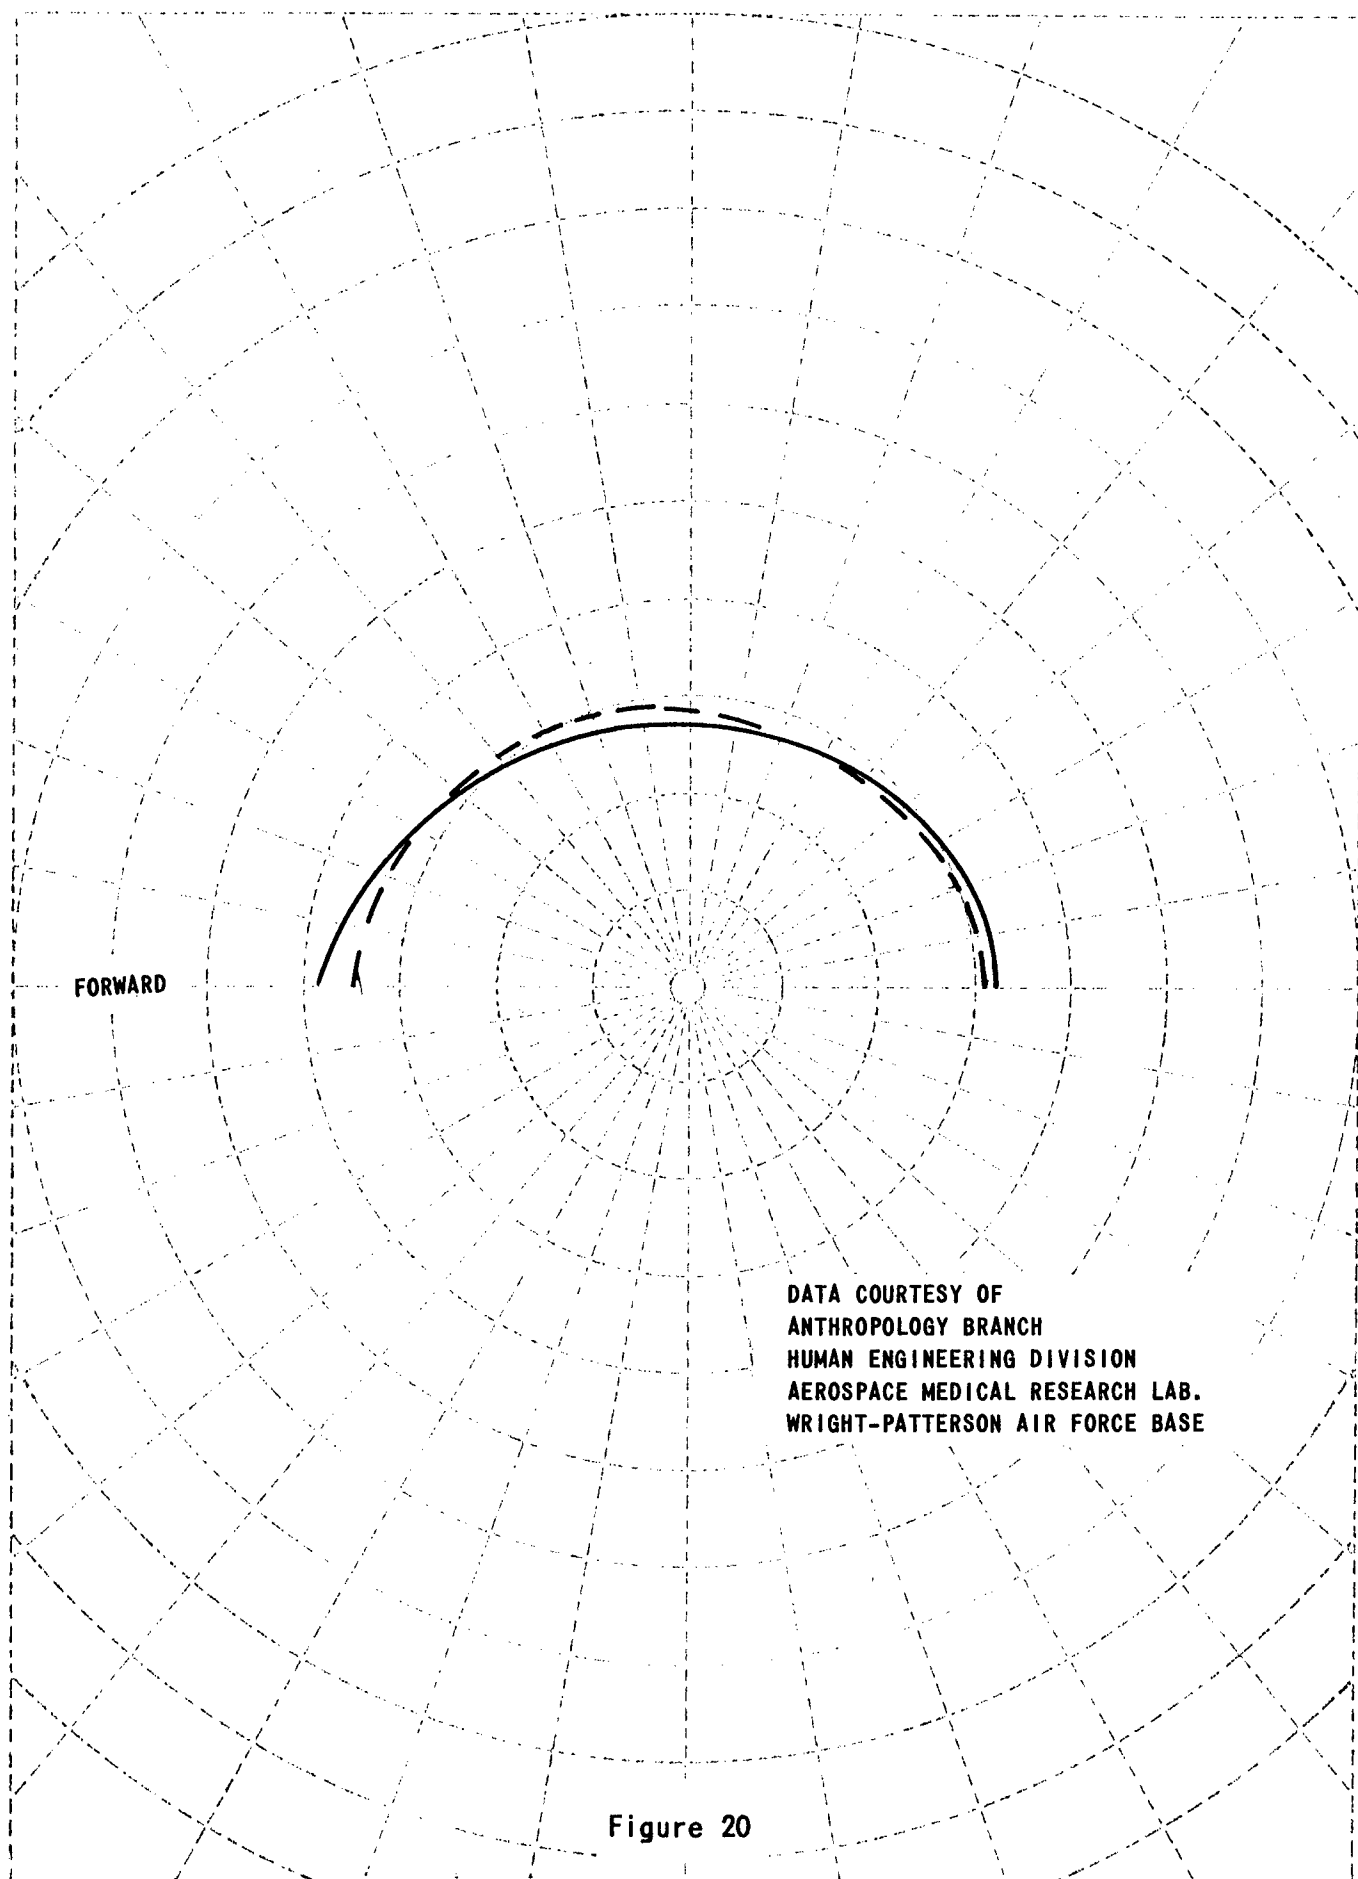 FORWARD
DATA COURTESY OF
ANTHROPOLOGY BRANCH
HUMAN ENGINEERING DIVISION
AEROSPACE MEDICAL RESEARCH LAB.
WRIGHT-PATTERSON AIR FORCE BASE
Figure 20